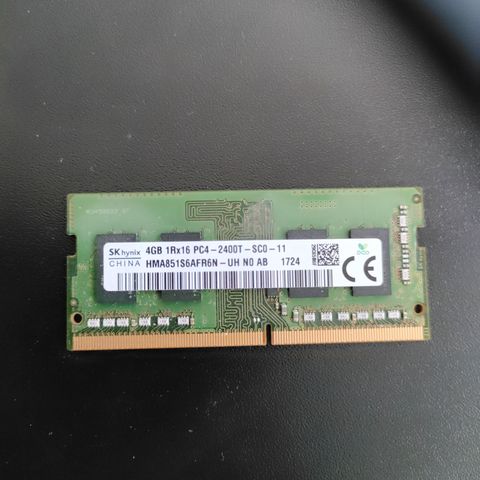 SK hynix
CHINA
4GB 1Rx16 PC4-2400T-SC0-11
HMA851S6AFR6N-UH N0 AB 1724
CE